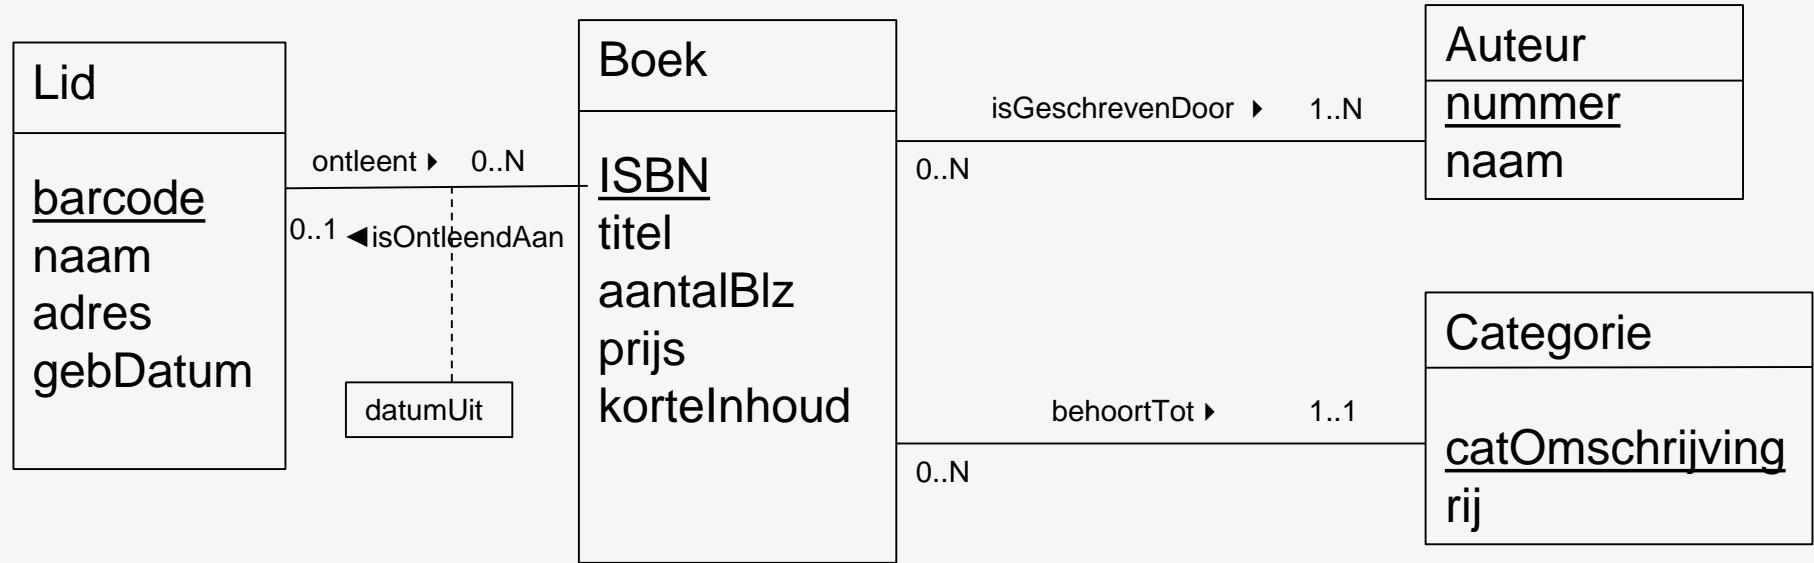 Lid
barcode
naam
adres
gebDatum
ontleent 0..N
0..1 isOntleendAan
datumUit
Boek
ISBN
titel
aantalBlz
prijs
korteInhoud
isGeschrevenDoor 1..N
0..N
Auteur
nummer
naam
behoortTot 1..1
0..N
Categorie
catOmschrijving
rij